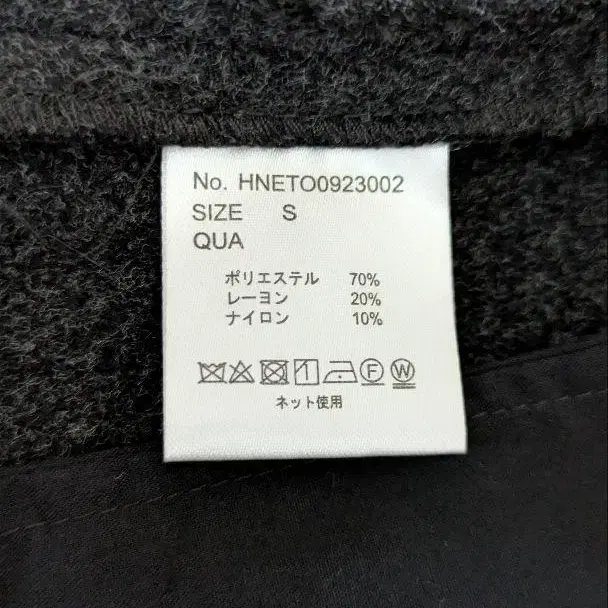 No. HNETO0923002
SIZE S
QUA
ポリエステル 70%
レーヨン 20%
ナイロン 10%
F W
ネット使用